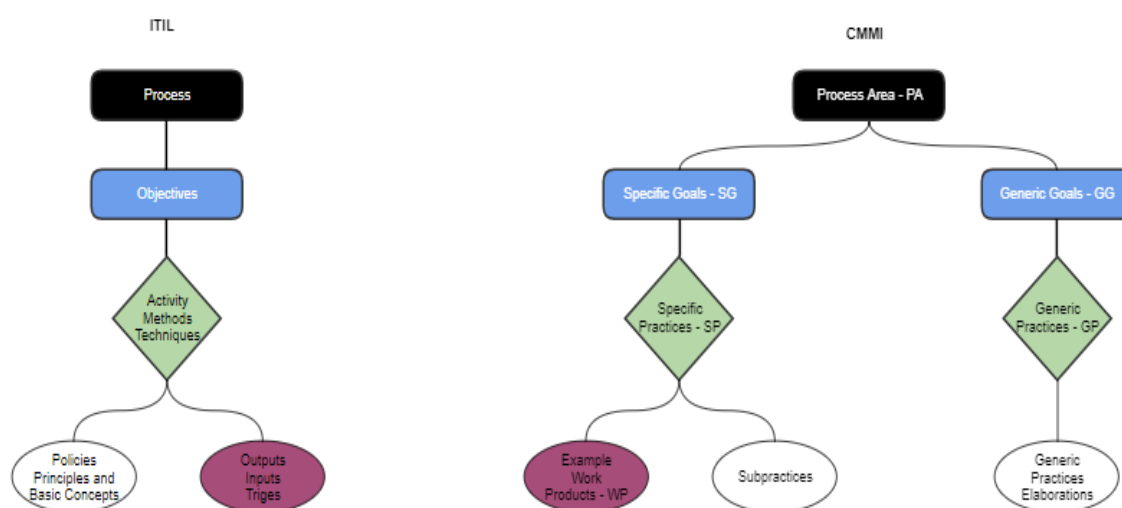 ITIL
Process
Objectives
Activity
Methods
Techniques
Policies
Principles and
Basic Concepts
Outputs
Inputs
Triges
CMMI
Process Area - PA
Specific Goals - SG
Generic Goals - GG
Specific
Practices - SP
Generic
Practices - GP
Example
Work
Products - WP
Subpractices
Generic
Practices
Elaborations